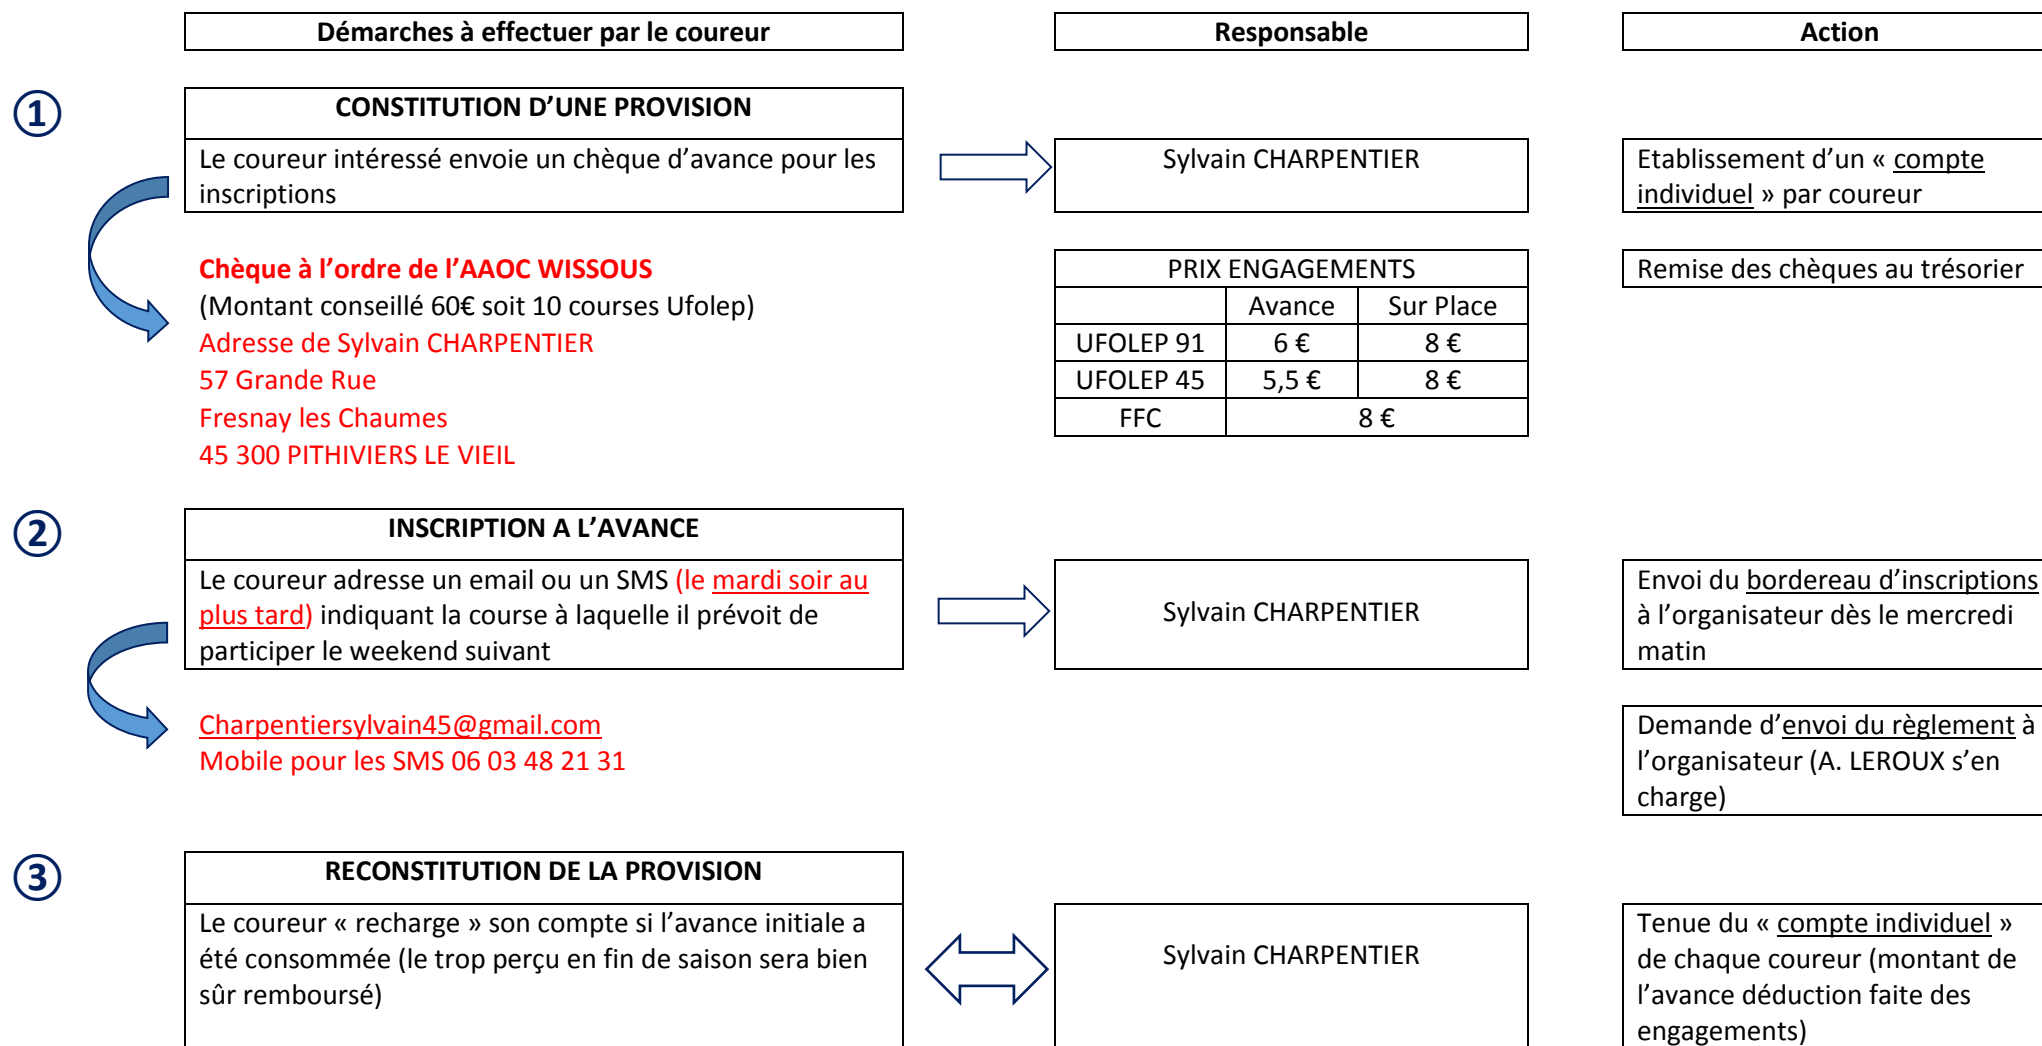 Démarches à effectuer par le coureur
Responsable
Action
1
CONSTITUTION D’UNE PROVISION
Le coureur intéressé envoie un chèque d’avance pour les
inscriptions
Sylvain CHARPENTIER
Etablissement d’un « compte
individuel » par coureur
Chèque à l’ordre de l’AAOC WISSOUS
(Montant conseillé 60€ soit 10 courses Ufolep)
Adresse de Sylvain CHARPENTIER
57 Grande Rue
Fresnay les Chaumes
45 300 PITHIVIERS LE VIEIL
PRIX ENGAGEMENTS
Avance Sur Place
UFOLEP 91 6 € 8 €
UFOLEP 45 5,5 € 8 €
FFC 8 €
Remise des chèques au trésorier
2
INSCRIPTION A L’AVANCE
Le coureur adresse un email ou un SMS (le mardi soir au
plus tard) indiquant la course à laquelle il prévoit de
participer le weekend suivant
Sylvain CHARPENTIER
Envoi du bordereau d’inscriptions
à l’organisateur dès le mercredi
matin
Charpentiersylvain45@gmail.com
Mobile pour les SMS 06 03 48 21 31
Demande d’envoi du règlement à
l’organisateur (A. LEROUX s’en
charge)
3
RECONSTITUTION DE LA PROVISION
Le coureur « recharge » son compte si l’avance initiale a
été consommée (le trop perçu en fin de saison sera bien
sûr remboursé)
Sylvain CHARPENTIER
Tenue du « compte individuel »
de chaque coureur (montant de
l’avance déduction faite des
engagements)